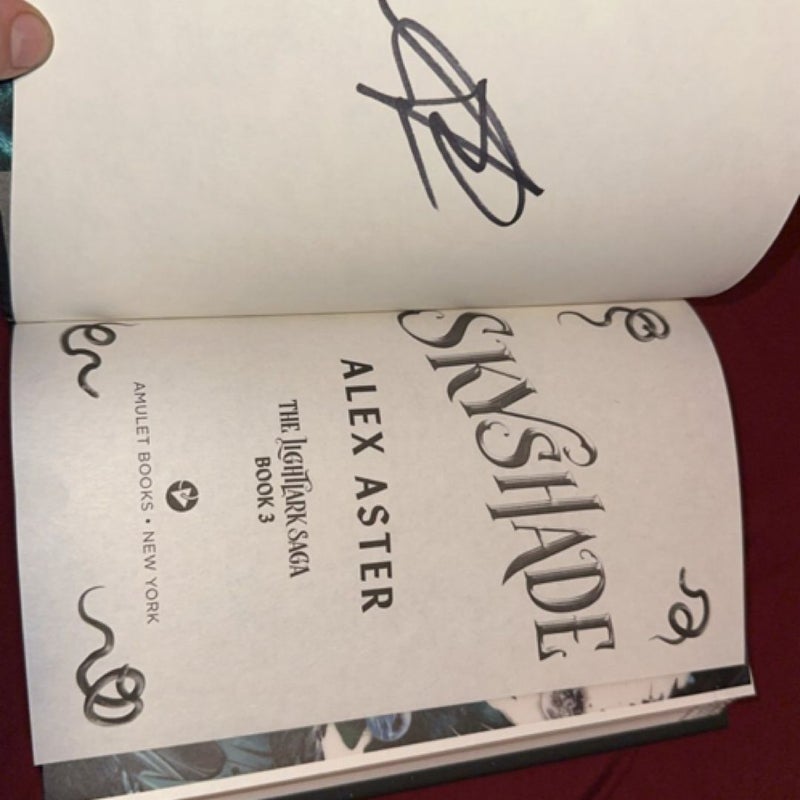 SKYSHADE
ALEX ASTER
THE LIGHTLARK SAGA
BOOK 3
AMULET BOOKS • NEW YORK